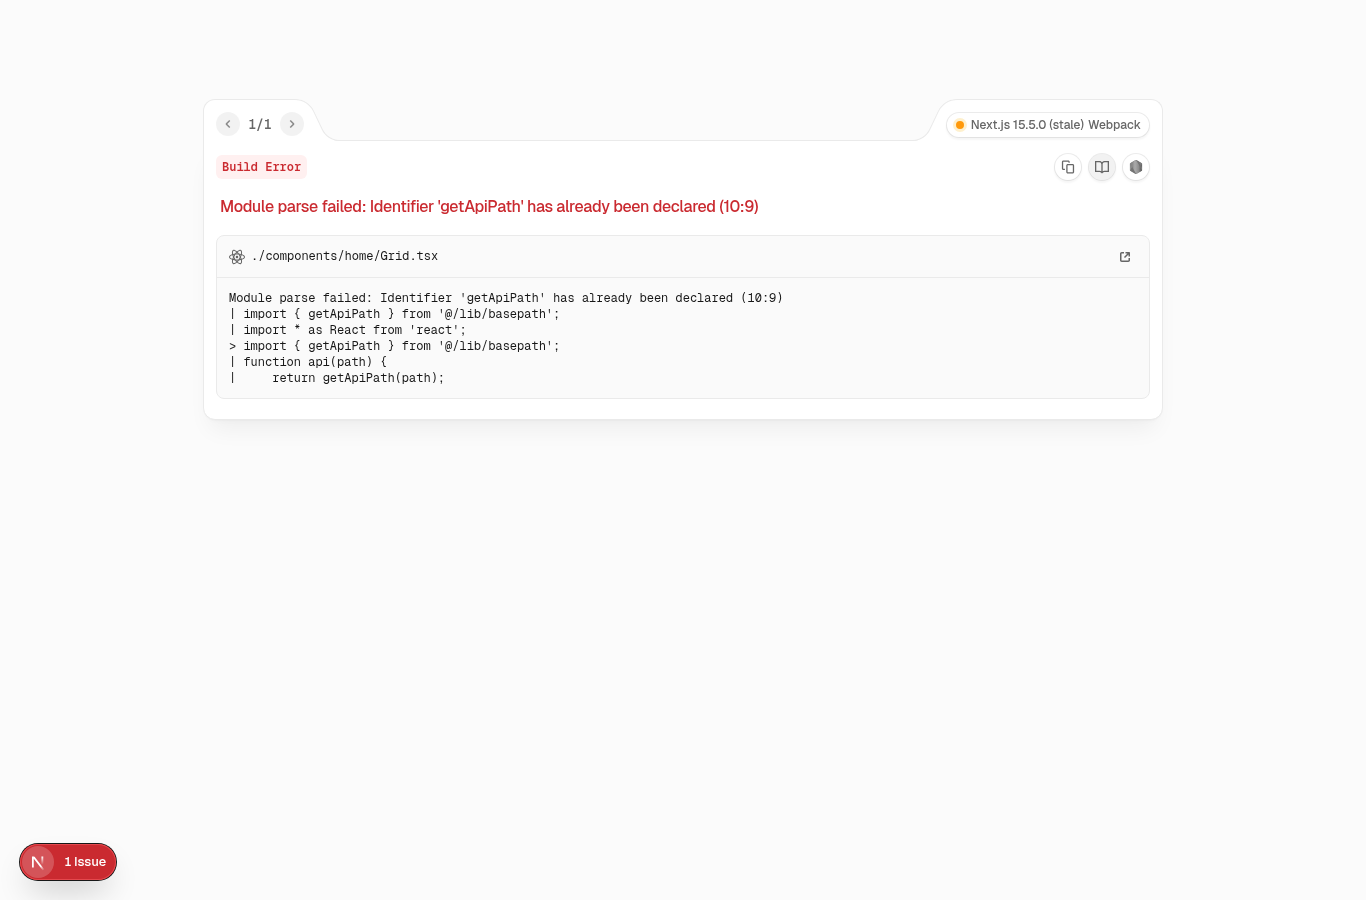 1/1
Next.js 15.5.0 (stale) Webpack
Build Error
Module parse failed: Identifier 'getApiPath' has already been declared (10:9)
./components/home/Grid.tsx
Module parse failed: Identifier 'getApiPath' has already been declared (10:9)
| import { getApiPath } from '@/lib/basepath';
| import * as React from 'react';
> import { getApiPath } from '@/lib/basepath';
| function api(path) {
|     return getApiPath(path);
N
1 Issue